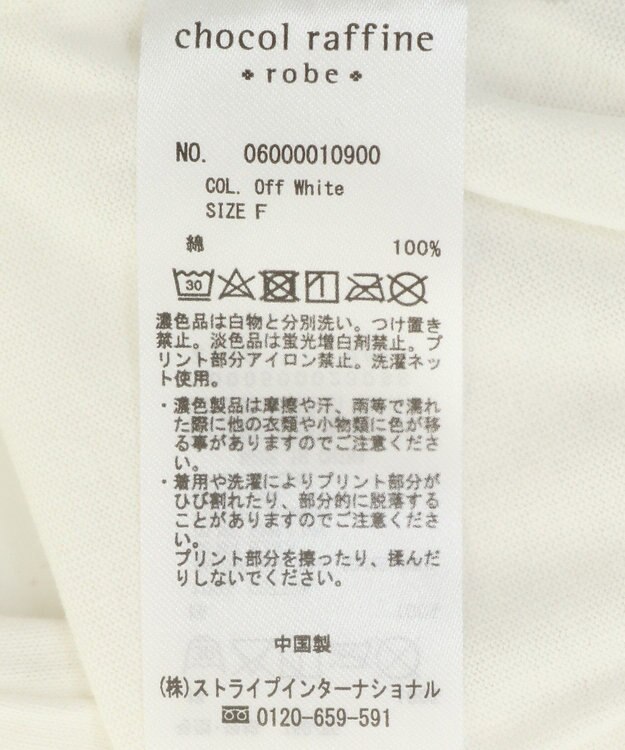 chocol raffine
robe
NO. 06000010900
COL. Off White
SIZE F
綿 100%
30
濃色品は白物と分別洗い。つけ置き
禁止。淡色品は蛍光増白剤禁止。プ
リント部分アイロン禁止。洗濯ネッ
ト使用。
・濃色製品は摩擦や汗、雨等で濡れ
た際に他の衣類や小物類に色が移
る事がありますのでご注意くださ
い。
・着用や洗濯によりプリント部分が
ひび割れたり、部分的に脱落する
ことがありますのでご注意くださ
い。
プリント部分を擦ったり、揉んだ
りしないでください。
中国製
(株)ストライプインターナショナル
0120-659-591